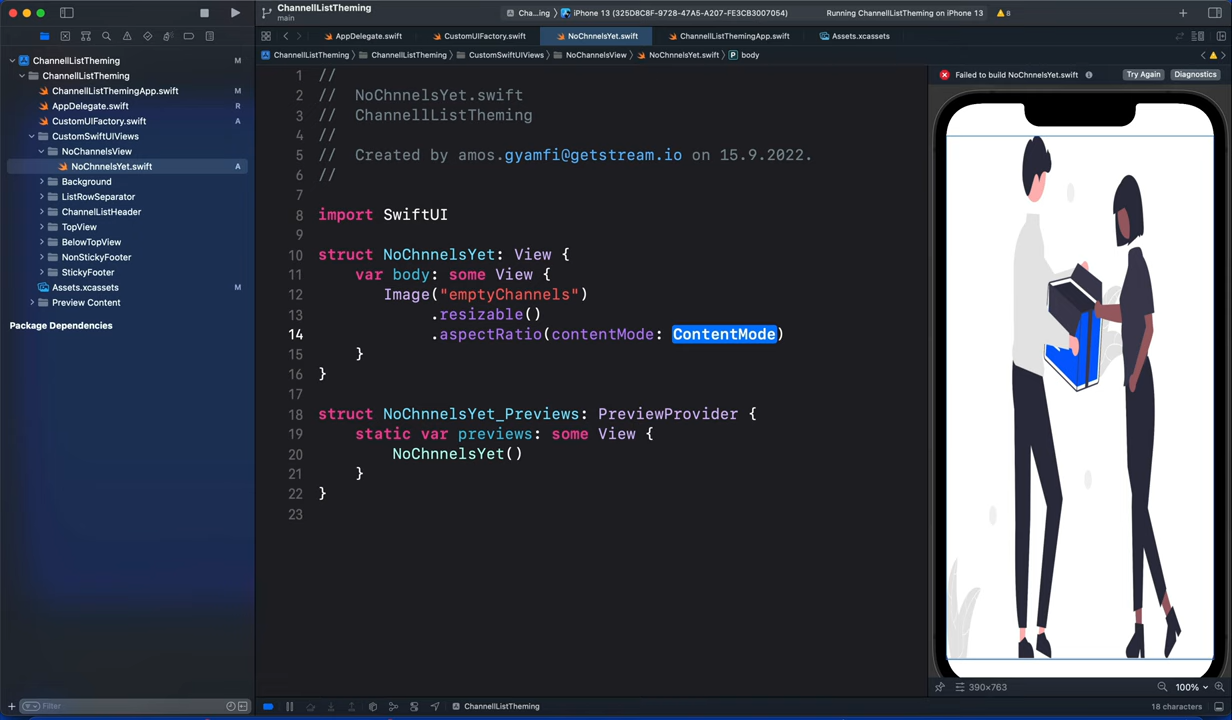 ChannelListTheming
main
Cha...ing
iPhone 13 (325D8C8F-9728-47A5-A207-FE3CB3007054)
Running ChannellListTheming on iPhone 13
8
AppDelegate.swift
CustomUIFactory.swift
NoChnnelsYet.swift
ChannellListThemingApp.swift
Assets.xcassets
ChannellListTheming
ChannellListTheming
CustomSwiftUIViews
NoChannelsView
NoChnnelsYet.swift
P body
ChannellListTheming M
ChannellListTheming
ChannellListThemingApp.swift M
AppDelegate.swift R
CustomUIFactory.swift A
CustomSwiftUIViews
NoChannelsView
NoChnnelsYet.swift A
Background
ListRowSeparator
ChannelListHeader
TopView
BelowTopView
NonStickyFooter
StickyFooter
Assets.xcassets M
Preview Content
Package Dependencies
Filter
1 //
2 // NoChnnelsYet.swift
3 // ChannellListTheming
4 //
5 // Created by amos.gyamfi@getstream.io on 15.9.2022.
6 //
7
8 import SwiftUI
9
10 struct NoChnnelsYet: View {
11 var body: some View {
12 Image("emptyChannels")
13 .resizable()
14 .aspectRatio(contentMode: ContentMode)
15 }
16 }
17
18 struct NoChnnelsYet_Previews: PreviewProvider {
19 static var previews: some View {
20 NoChnnelsYet()
21 }
22 }
23
Failed to build NoChnnelsYet.swift
Try Again
Diagnostics
390×763
100%
ChannellListTheming
18 characters